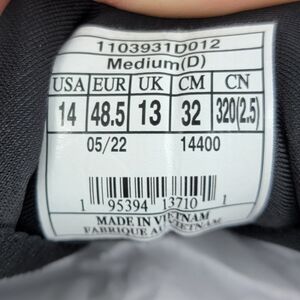 1103931D012
Medium(D)
USA EUR UK CM CN
14 48.5 13 32 320(2.5)
05/22 14400
1 95394 13710 1
MADE IN VIETNAM
FABRIQUE AU VIETNAM